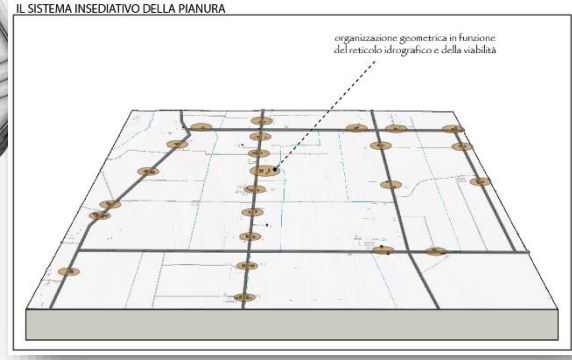 IL SISTEMA INSEDIATIVO DELLA PIANURA
organizzazione geometrica in funzione
del reticolo idrografico e della viabilità